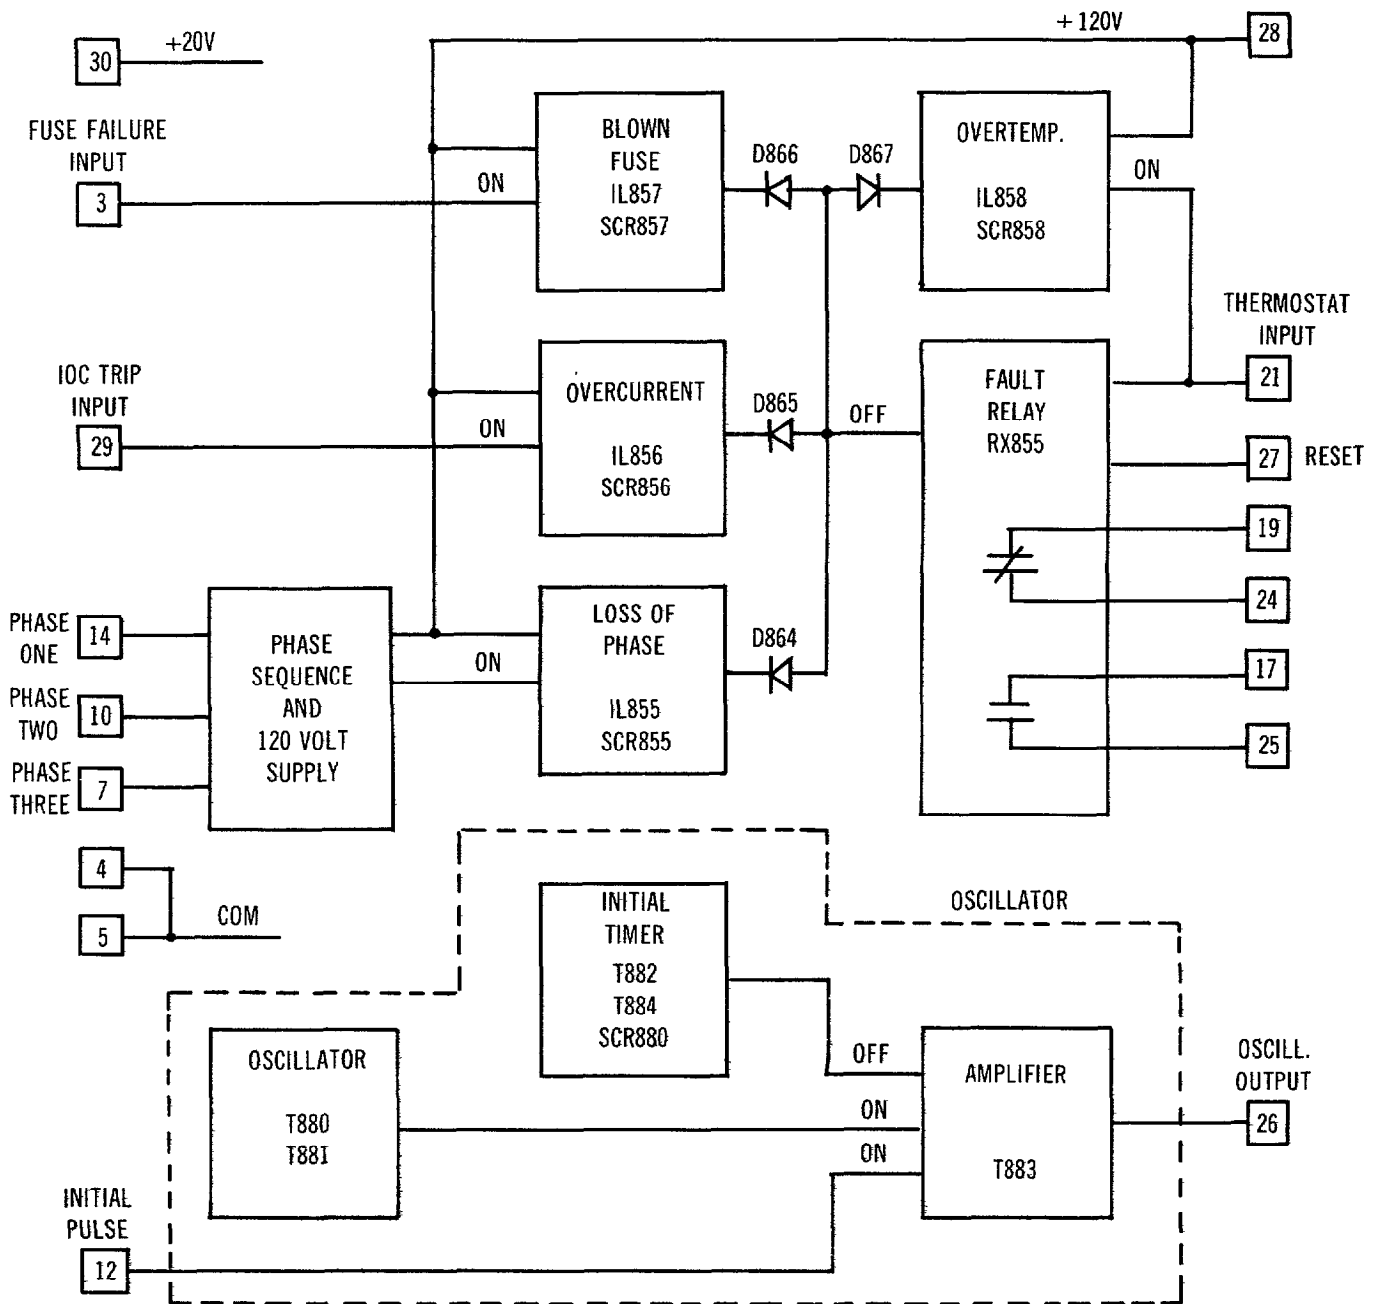 30
+20V
+120V
28
FUSE FAILURE
INPUT
3
ON
BLOWN
FUSE
IL857
SCR857
D866
D867
OVERTEMP.
IL858
SCR858
ON
THERMOSTAT
INPUT
21
IOC TRIP
INPUT
29
ON
OVERCURRENT
IL856
SCR856
D865
OFF
FAULT
RELAY
RX855
27
RESET
19
24
17
25
PHASE
ONE
14
PHASE
TWO
10
PHASE
THREE
7
PHASE
SEQUENCE
AND
120 VOLT
SUPPLY
ON
LOSS OF
PHASE
IL855
SCR855
D864
4
5
COM
OSCILLATOR
INITIAL
TIMER
T882
T884
SCR880
OSCILLATOR
T880
T881
OFF
ON
ON
AMPLIFIER
T883
OSCILL.
OUTPUT
26
INITIAL
PULSE
12